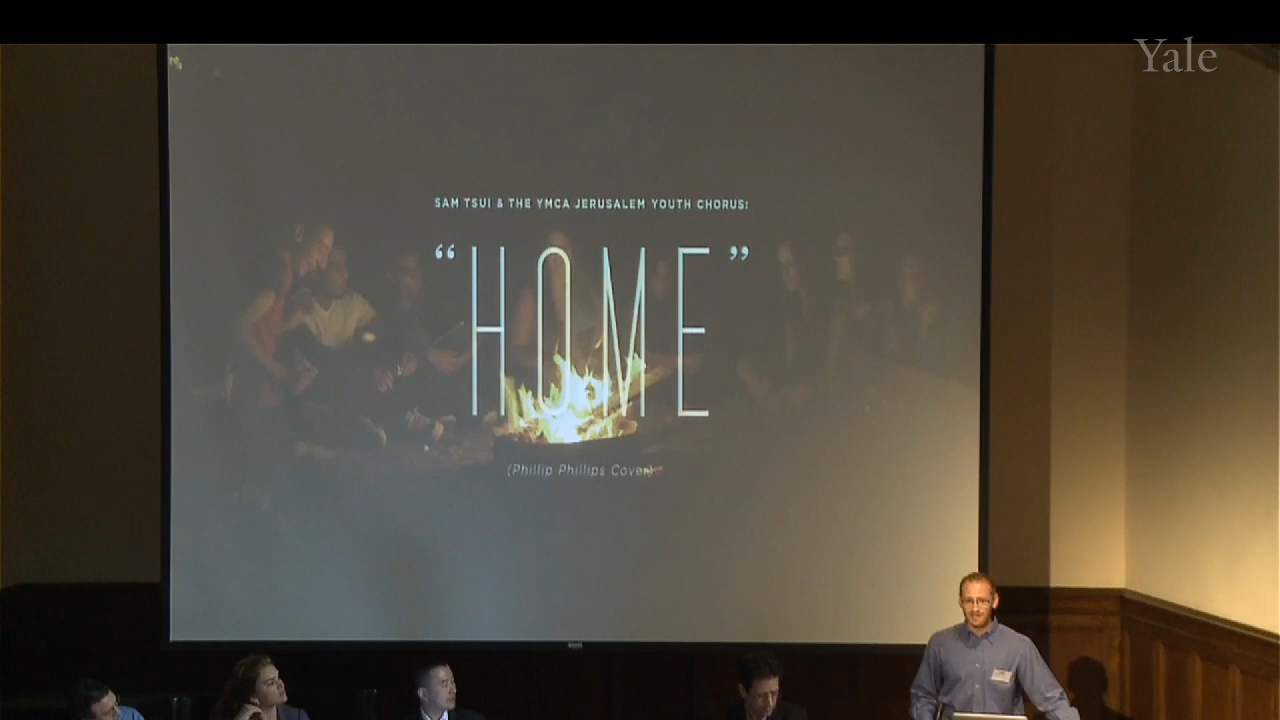 Yale
SAM TSUI & THE YMCA JERUSALEM YOUTH CHORUS:
“HOME”
(Phillip Phillips Cover)